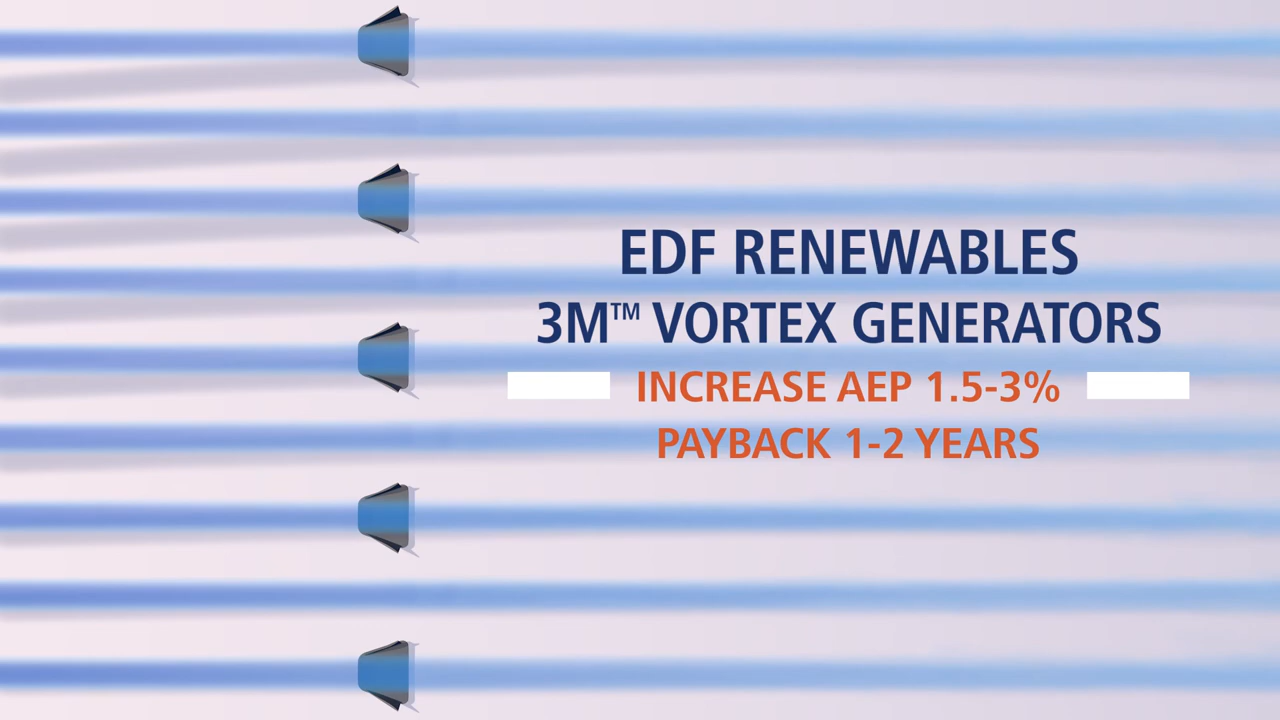 EDF RENEWABLES
3M™ VORTEX GENERATORS
INCREASE AEP 1.5-3%
PAYBACK 1-2 YEARS